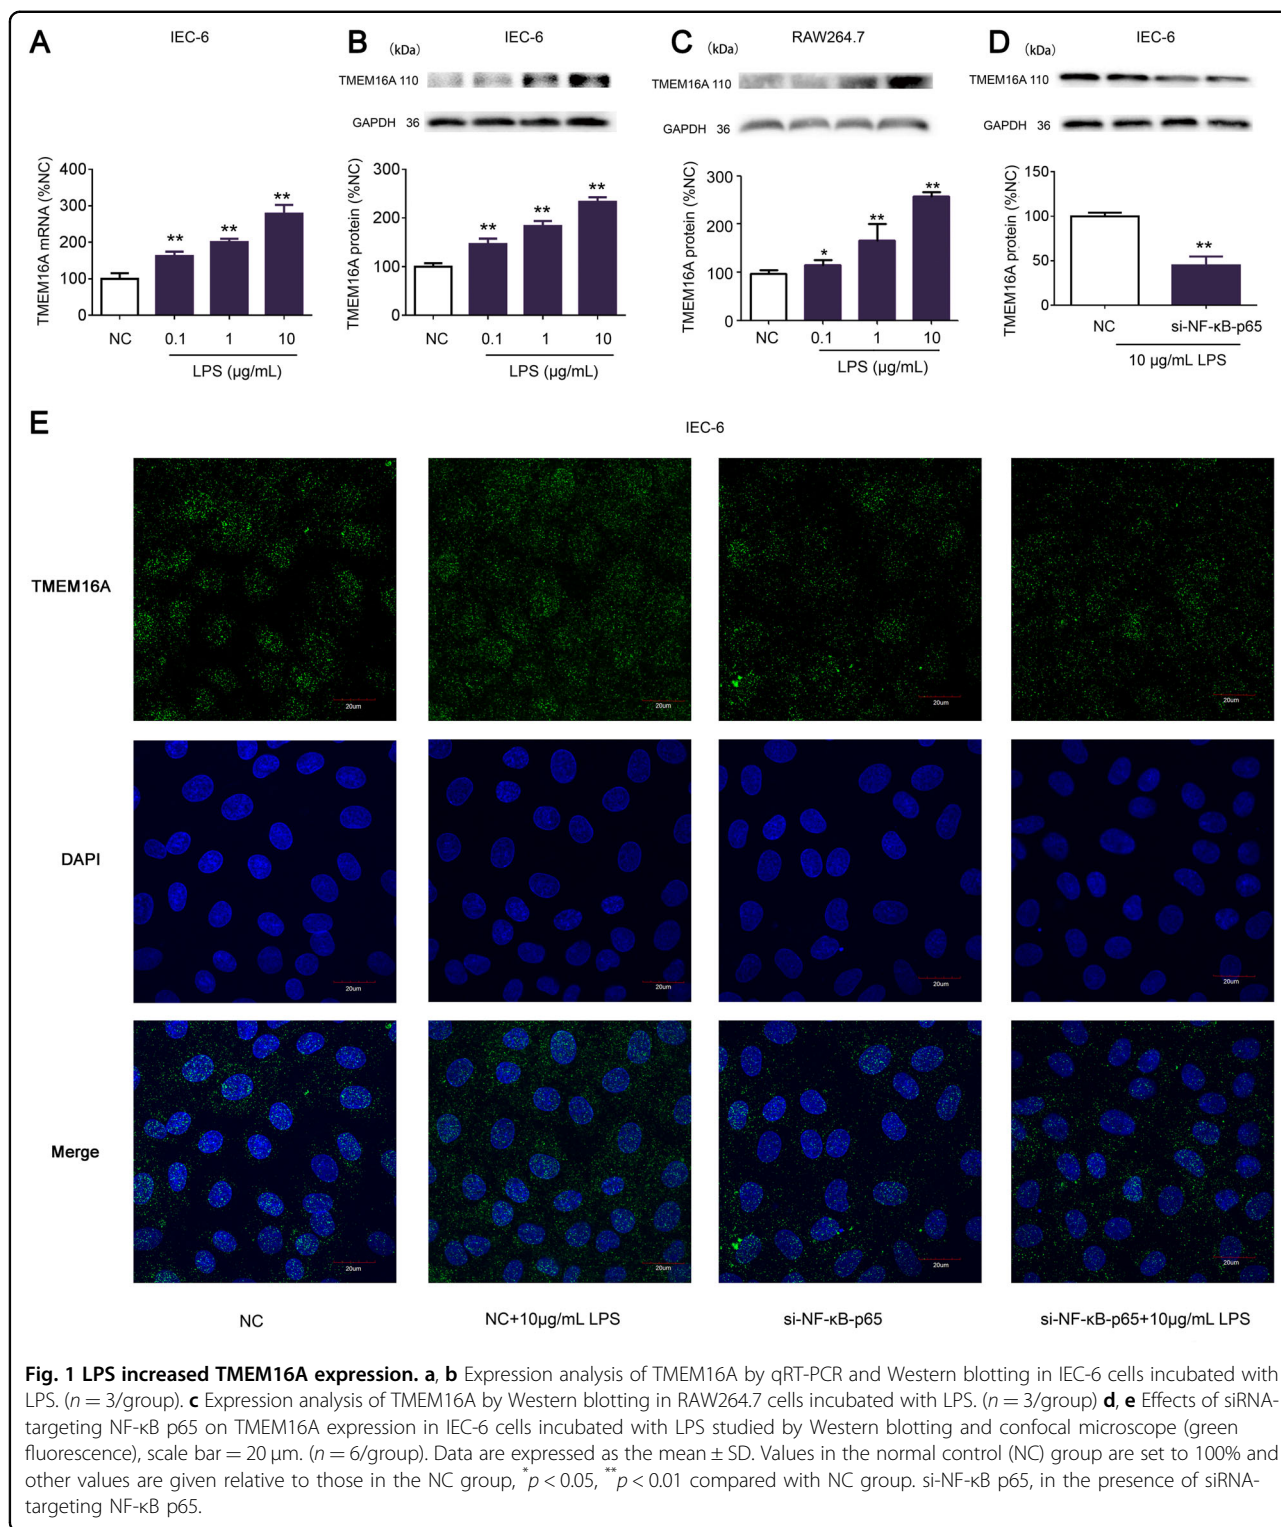 A
IEC-6
TMEM16A mRNA (%NC)
400
300
200
100
0
**
**
**
NC
0.1
1
10
LPS (µg/mL)
B
(kDa)
IEC-6
TMEM16A 110
GAPDH 36
TMEM16A protein (%NC)
300
200
100
0
**
**
**
NC
0.1
1
10
LPS (µg/mL)
C
(kDa)
RAW264.7
TMEM16A 110
GAPDH 36
TMEM16A protein (%NC)
300
200
100
0
*
**
**
NC
0.1
1
10
LPS (µg/mL)
D
(kDa)
IEC-6
TMEM16A 110
GAPDH 36
TMEM16A protein (%NC)
150
100
50
0
**
NC
si-NF-κB-p65
10 µg/mL LPS
E
IEC-6
TMEM16A
20um
20um
20um
20um
DAPI
20um
20um
20um
20um
Merge
20um
20um
20um
20um
NC
NC+10µg/mL LPS
si-NF-κB-p65
si-NF-κB-p65+10µg/mL LPS
Fig. 1 LPS increased TMEM16A expression. a, b Expression analysis of TMEM16A by qRT-PCR and Western blotting in IEC-6 cells incubated with
LPS. (n = 3/group). c Expression analysis of TMEM16A by Western blotting in RAW264.7 cells incubated with LPS. (n = 3/group) d, e Effects of siRNA-
targeting NF-κB p65 on TMEM16A expression in IEC-6 cells incubated with LPS studied by Western blotting and confocal microscope (green
fluorescence), scale bar = 20 µm. (n = 6/group). Data are expressed as the mean ± SD. Values in the normal control (NC) group are set to 100% and
other values are given relative to those in the NC group, *p < 0.05, **p < 0.01 compared with NC group. si-NF-κB p65, in the presence of siRNA-
targeting NF-κB p65.